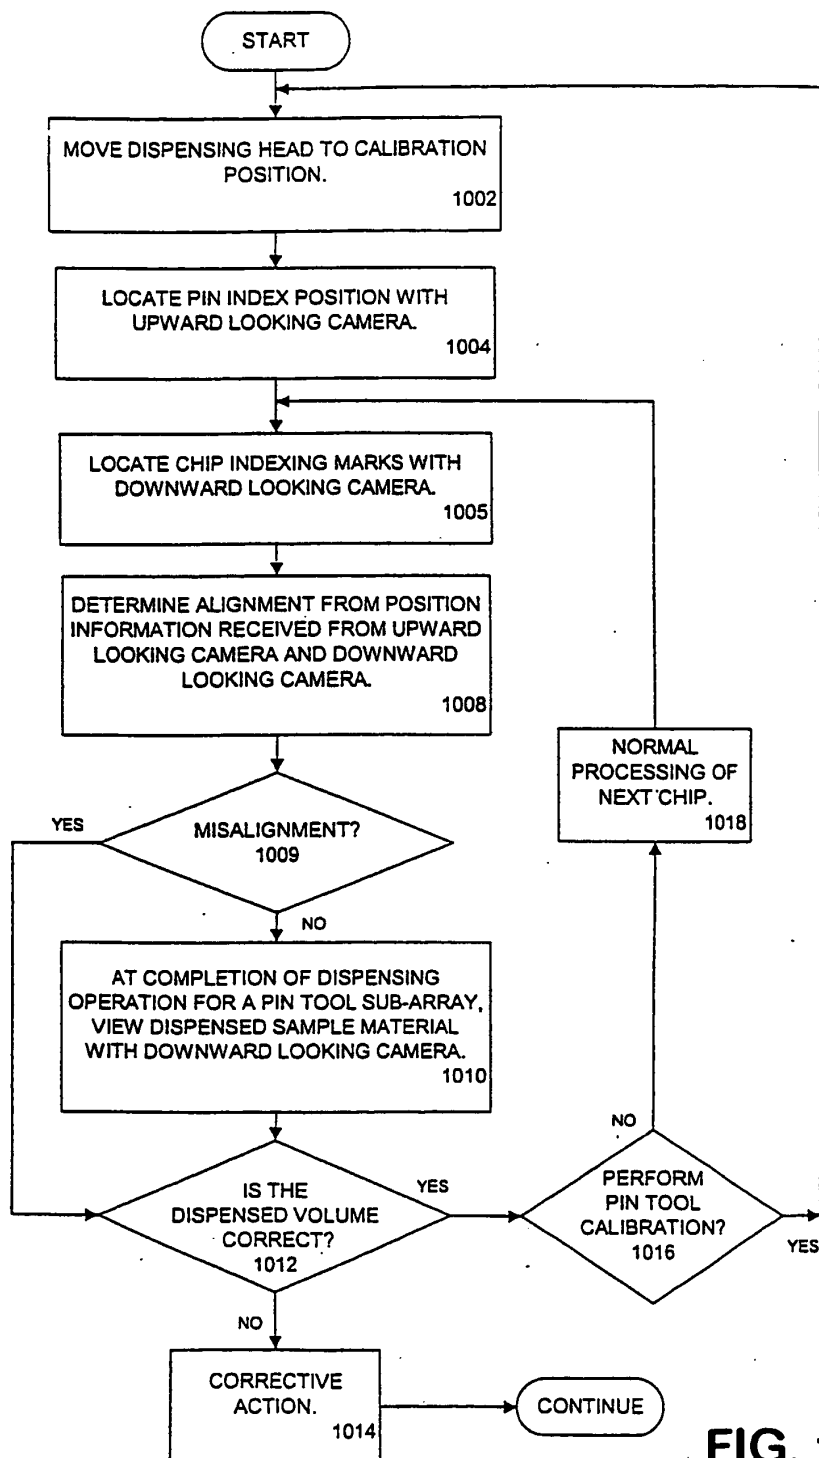 START
MOVE DISPENSING HEAD TO CALIBRATION
POSITION.
1002
LOCATE PIN INDEX POSITION WITH
UPWARD LOOKING CAMERA.
1004
LOCATE CHIP INDEXING MARKS WITH
DOWNWARD LOOKING CAMERA.
1005
DETERMINE ALIGNMENT FROM POSITION
INFORMATION RECEIVED FROM UPWARD
LOOKING CAMERA AND DOWNWARD
LOOKING CAMERA.
1008
NORMAL
PROCESSING OF
NEXT CHIP.
1018
YES
MISALIGNMENT?
1009
NO
AT COMPLETION OF DISPENSING
OPERATION FOR A PIN TOOL SUB-ARRAY,
VIEW DISPENSED SAMPLE MATERIAL
WITH DOWNWARD LOOKING CAMERA.
1010
IS THE
DISPENSED VOLUME
CORRECT?
1012
YES
NO
PERFORM
PIN TOOL
CALIBRATION?
1016
NO
YES
CORRECTIVE
ACTION.
1014
CONTINUE
FIG.